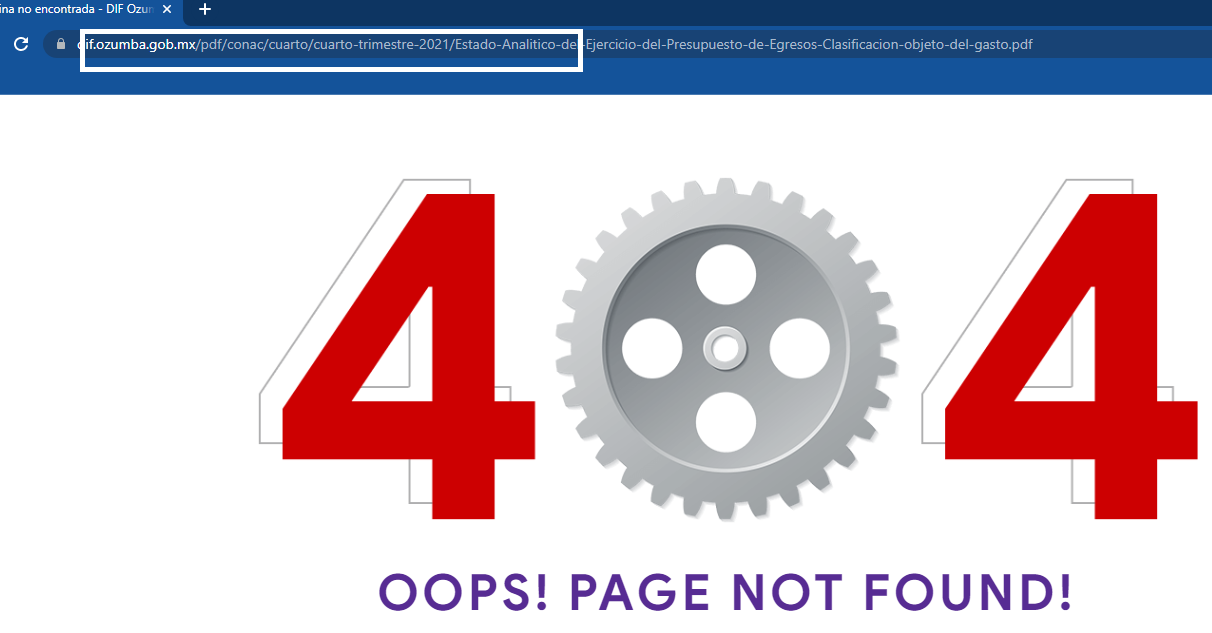 ina no encontrada - DIF Ozum
dif.ozumba.gob.mx/pdf/conac/cuarto/cuarto-trimestre-2021/Estado-Analitico-del-Ejercicio-del-Presupuesto-de-Egresos-Clasificacion-objeto-del-gasto.pdf
404
OOPS! PAGE NOT FOUND!